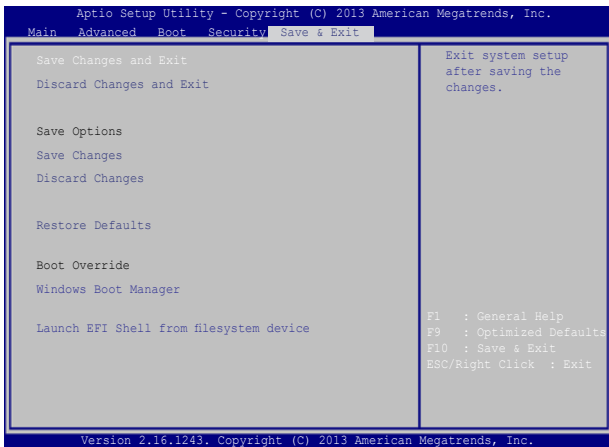 Aptio Setup Utility - Copyright (C) 2013 American Megatrends, Inc.
Main Advanced Boot Security Save & Exit
Save Changes and Exit
Discard Changes and Exit
Save Options
Save Changes
Discard Changes
Restore Defaults
Boot Override
Windows Boot Manager
Launch EFI Shell from filesystem device
Exit system setup
after saving the
changes.
F1 : General Help
F9 : Optimized Defaults
F10 : Save & Exit
ESC/Right Click : Exit
Version 2.16.1243. Copyright (C) 2013 American Megatrends, Inc.